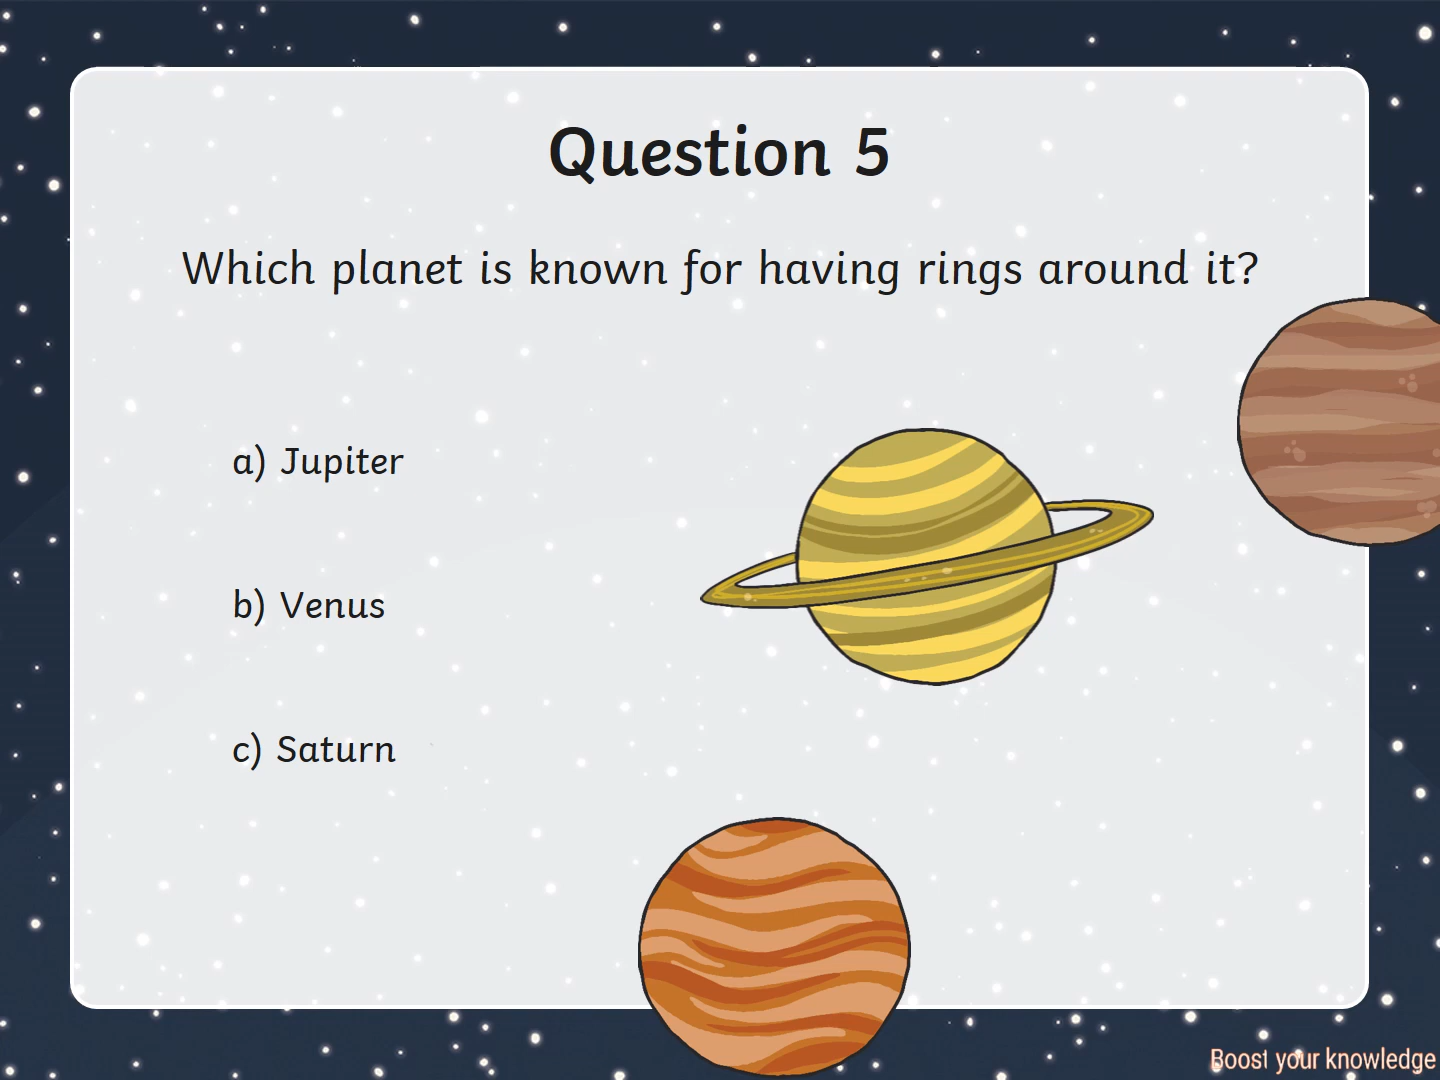 Question 5
Which planet is known for having rings around it?
a) Jupiter
b) Venus
c) Saturn
Boost your knowledge